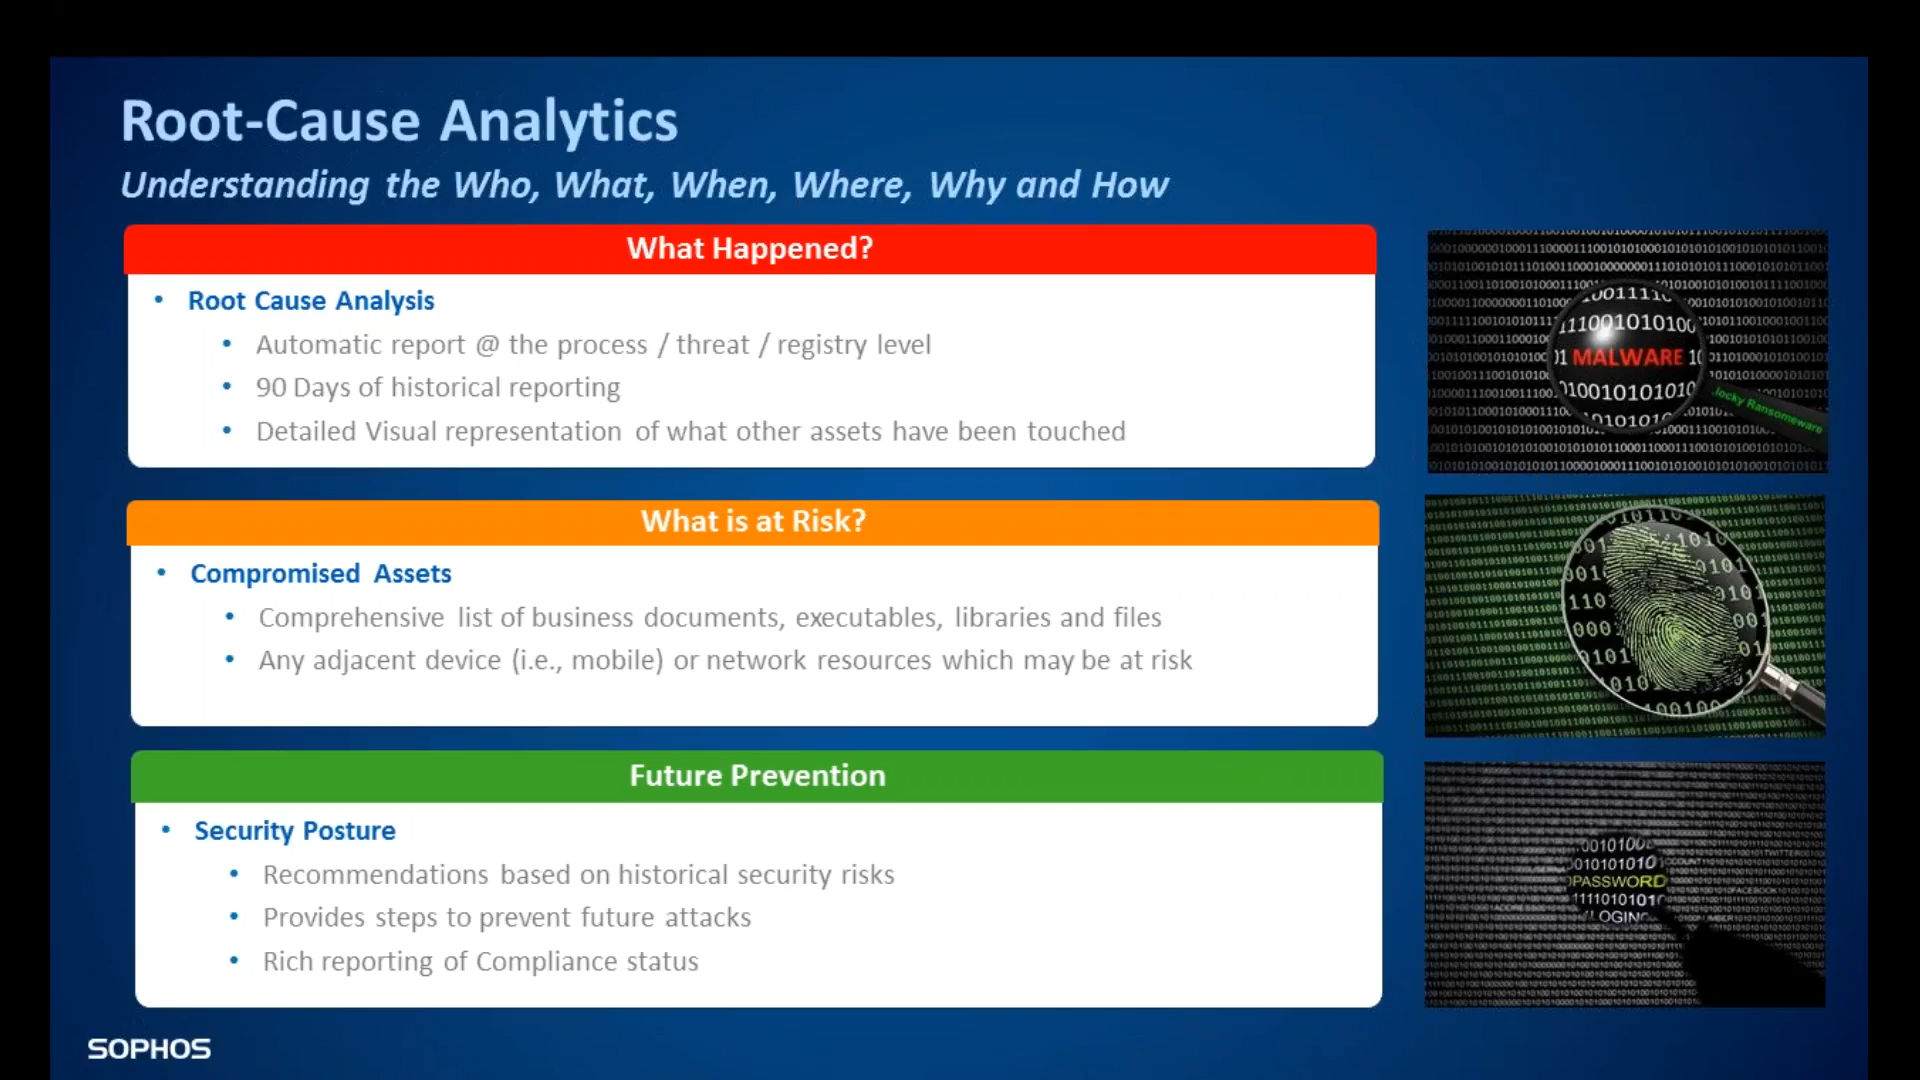 Root-Cause Analytics
Understanding the Who, What, When, Where, Why and How
What Happened?
• Root Cause Analysis
• Automatic report @ the process / threat / registry level
• 90 Days of historical reporting
• Detailed Visual representation of what other assets have been touched
MALWARE
What is at Risk?
• Compromised Assets
• Comprehensive list of business documents, executables, libraries and files
• Any adjacent device (i.e., mobile) or network resources which may be at risk
Future Prevention
• Security Posture
• Recommendations based on historical security risks
• Provides steps to prevent future attacks
• Rich reporting of Compliance status
PASSWORD
LOGIN
SOPHOS